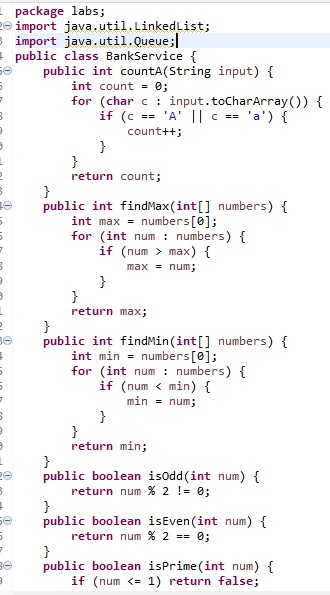 package labs;
import java.util.LinkedList;
import java.util.Queue;
public class BankService {
    public int countA(String input) {
        int count = 0;
        for (char c : input.toCharArray()) {
            if (c == 'A' || c == 'a') {
                count++;
            }
        }
        return count;
    }
    public int findMax(int[] numbers) {
        int max = numbers[0];
        for (int num : numbers) {
            if (num > max) {
                max = num;
            }
        }
        return max;
    }
    public int findMin(int[] numbers) {
        int min = numbers[0];
        for (int num : numbers) {
            if (num < min) {
                min = num;
            }
        }
        return min;
    }
    public boolean isOdd(int num) {
        return num % 2 != 0;
    }
    public boolean isEven(int num) {
        return num % 2 == 0;
    }
    public boolean isPrime(int num) {
        if (num <= 1) return false;